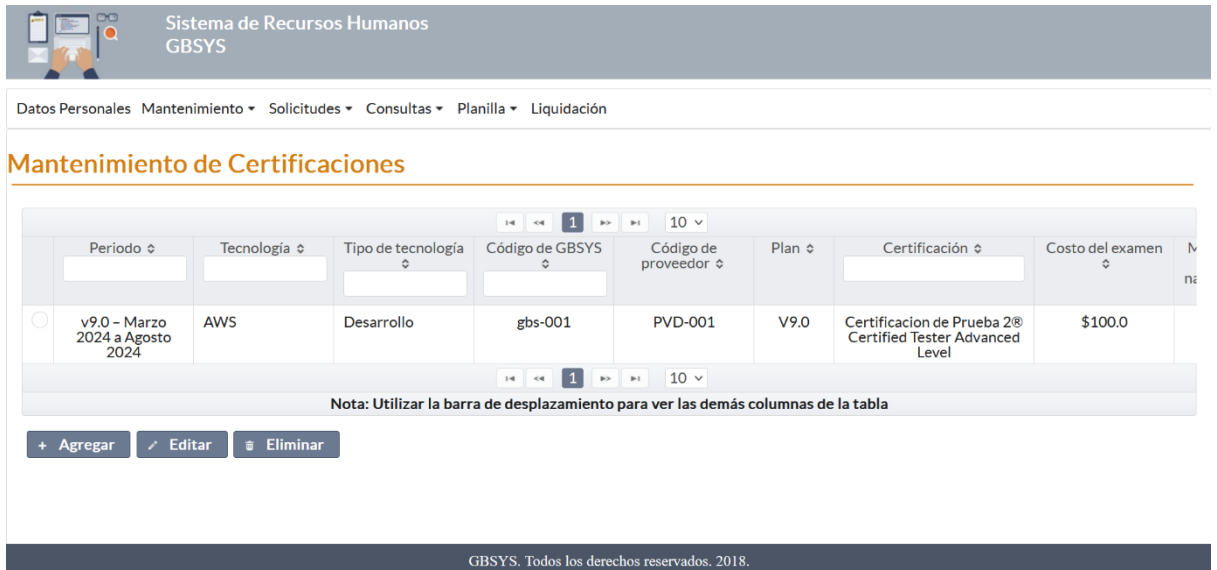 Sistema de Recursos Humanos
GBSYS
Datos Personales Mantenimiento Solicitudes Consultas Planilla Liquidación
Mantenimiento de Certificaciones
1 10
Periodo Tecnología Tipo de tecnología Código de GBSYS Código de proveedor Plan Certificación Costo del examen
v9.0 – Marzo 2024 a Agosto 2024 AWS Desarrollo gbs-001 PVD-001 V9.0 Certificacion de Prueba 2® Certified Tester Advanced Level $100.0
1 10
Nota: Utilizar la barra de desplazamiento para ver las demás columnas de la tabla
+ Agregar Editar Eliminar
GBSYS. Todos los derechos reservados. 2018.